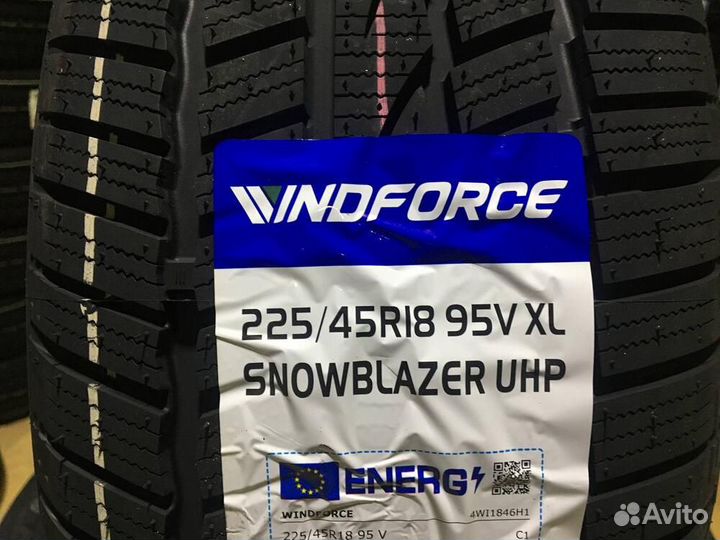 WINDFORCE
225/45R18 95V XL
SNOWBLAZER UHP
ENERG
WINDFORCE 4WI1846H1
225/45R18 95 V C1
Avito